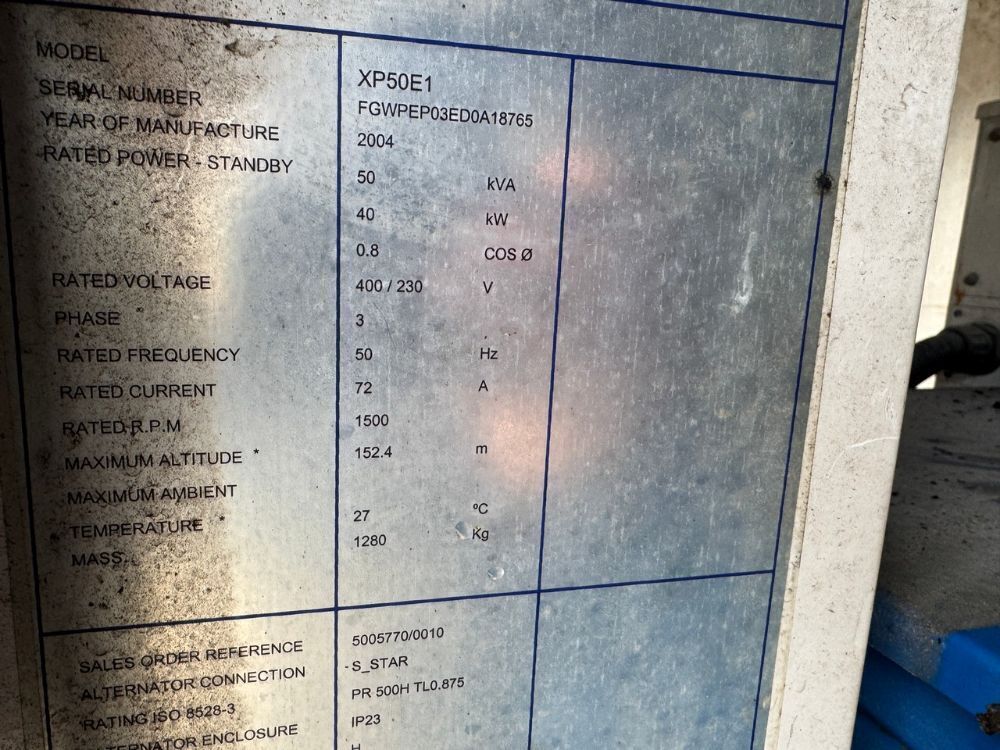 MODEL XP50E1
SERIAL NUMBER FGWPEP03ED0A18765
YEAR OF MANUFACTURE 2004
RATED POWER - STANDBY 50 kVA
40 kW
0.8 COS Ø
RATED VOLTAGE 400 / 230 V
PHASE 3
RATED FREQUENCY 50 Hz
RATED CURRENT 72 A
RATED R.P.M 1500
MAXIMUM ALTITUDE * 152.4 m
MAXIMUM AMBIENT
TEMPERATURE * 27 ºC
MASS 1280 Kg
SALES ORDER REFERENCE 5005770/0010
ALTERNATOR CONNECTION - S_STAR
RATING ISO 8528-3 PR 500H TL0.875
ENCLOSURE IP23
H